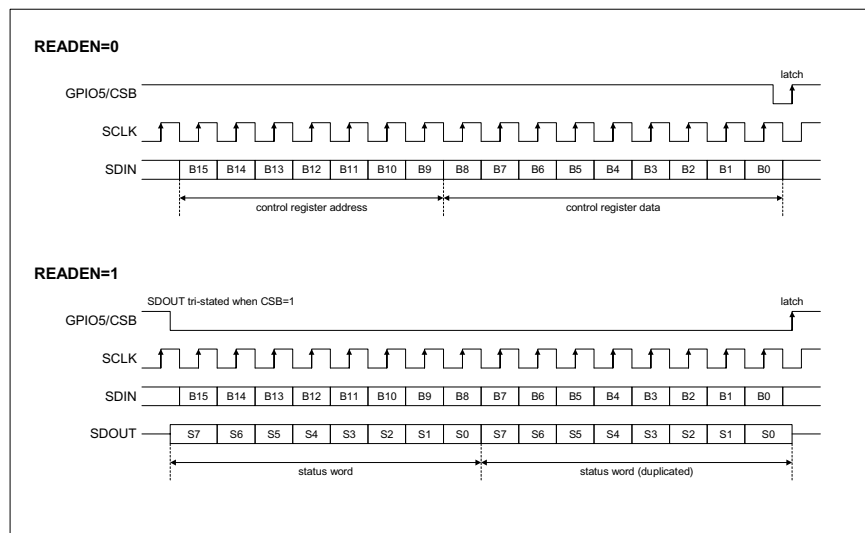 READEN=0
latch
GPIO5/CSB
SCLK
SDIN B15 B14 B13 B12 B11 B10 B9 B8 B7 B6 B5 B4 B3 B2 B1 B0
control register address control register data
READEN=1
SDOUT tri-stated when CSB=1 latch
GPIO5/CSB
SCLK
SDIN B15 B14 B13 B12 B11 B10 B9 B8 B7 B6 B5 B4 B3 B2 B1 B0
SDOUT S7 S6 S5 S4 S3 S2 S1 S0 S7 S6 S5 S4 S3 S2 S1 S0
status word status word (duplicated)